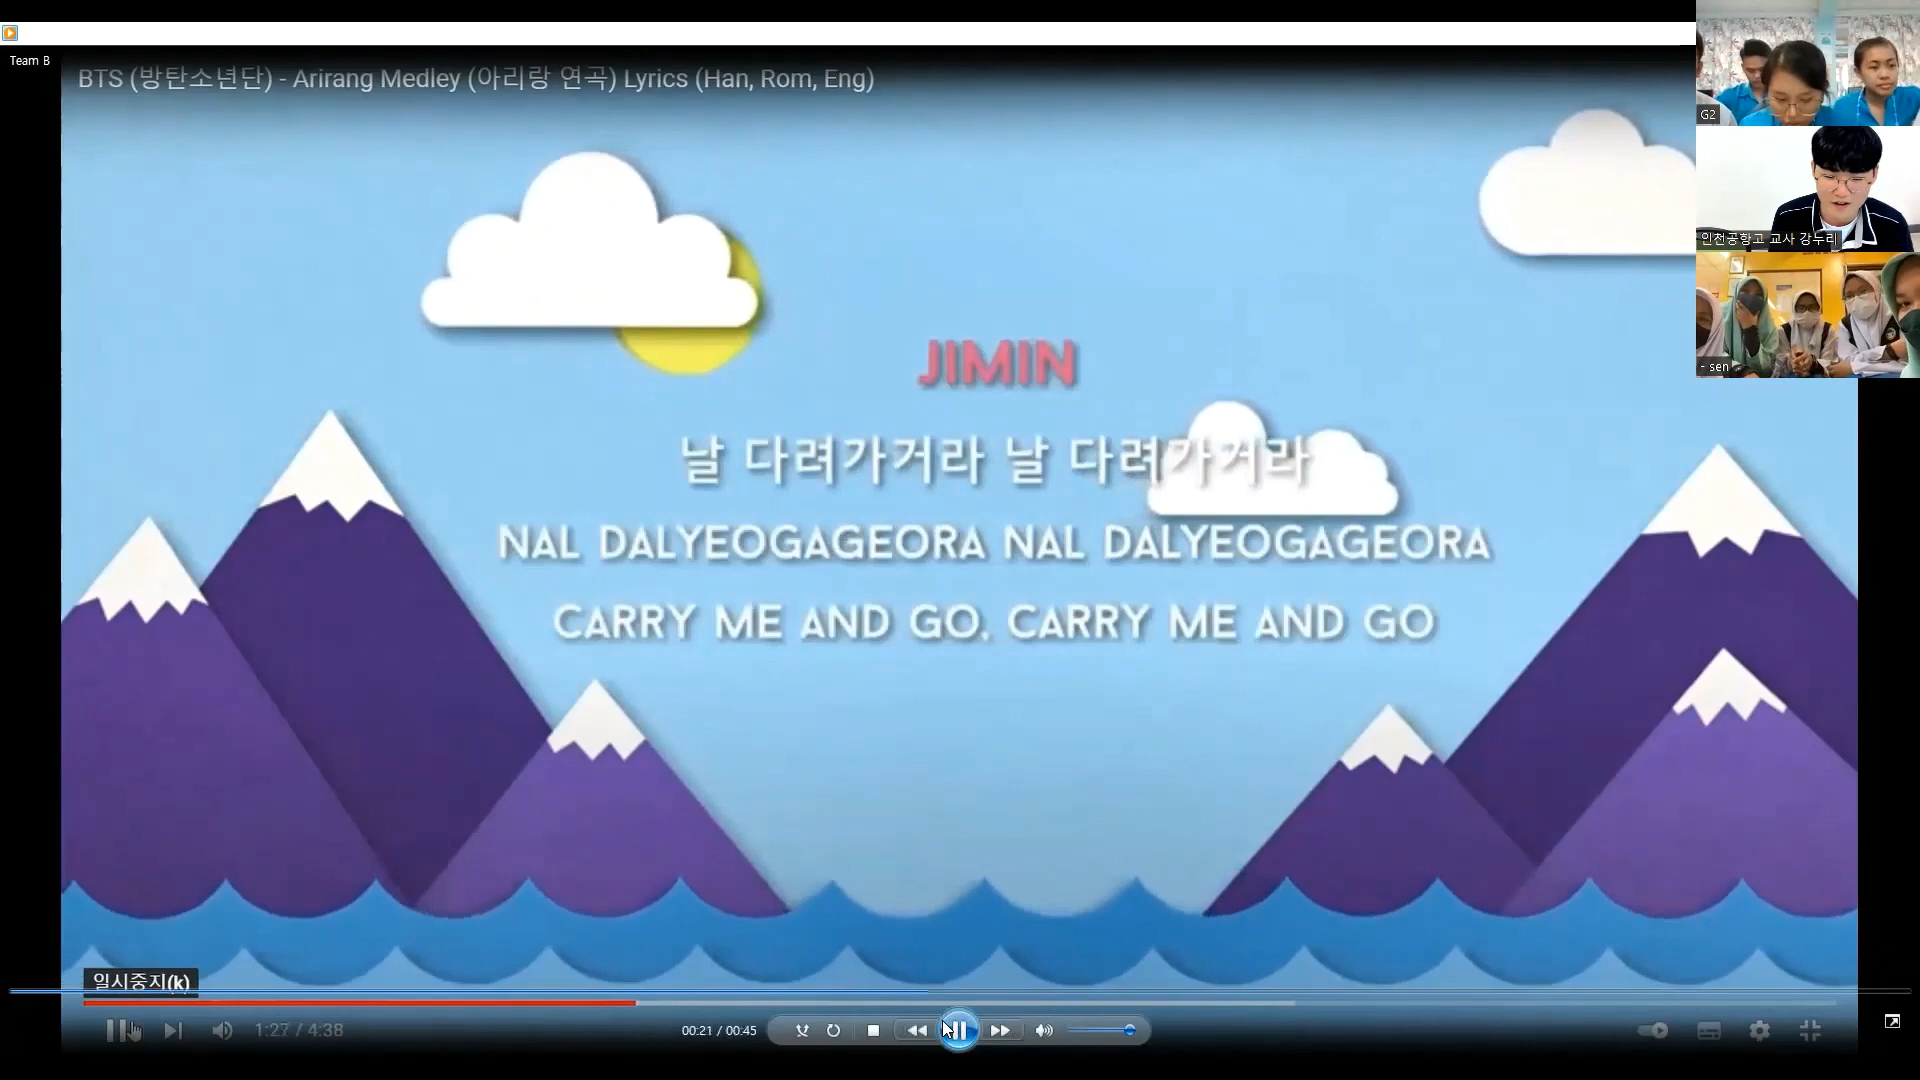 Team B
BTS (방탄소년단) - Arirang Medley (아리랑 연곡) Lyrics (Han, Rom, Eng)
G2
인천공항고 교사 강두리
- sen
JIMIN
날 다려가거라 날 다려가거라
NAL DALYEOGAGEORA NAL DALYEOGAGEORA
CARRY ME AND GO, CARRY ME AND GO
일시중지(k)
1:27 / 4:38
00:21 / 00:45